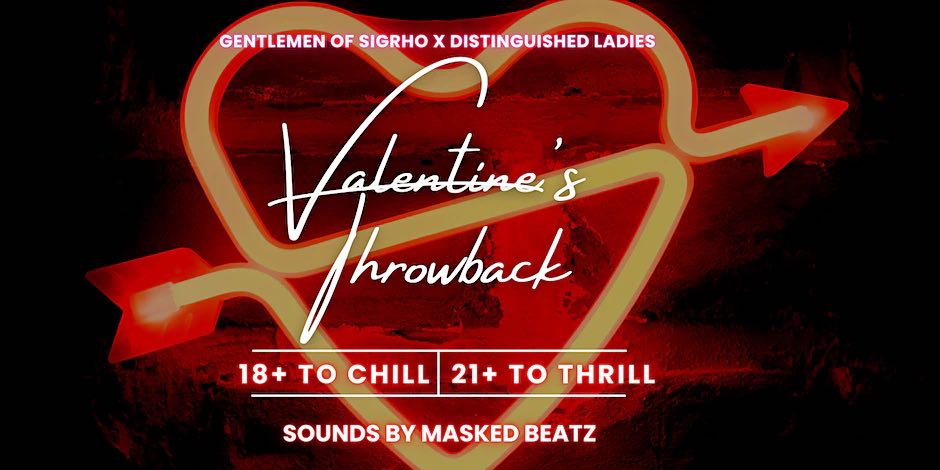 GENTLEMEN OF SIGRHO X DISTINGUISHED LADIES
Valentine's
Throwback
18+ TO CHILL | 21+ TO THRILL
SOUNDS BY MASKED BEATZ